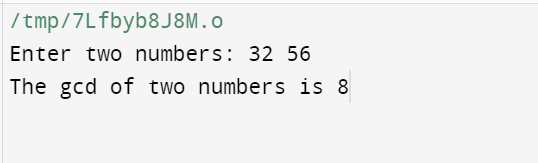 /tmp/7Lfbyb8J8M.o
Enter two numbers: 32 56
The gcd of two numbers is 8